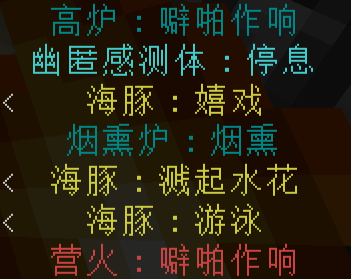 高炉：噼啪作响
幽匿感测体：停息
< 海豚：嬉戏
烟熏炉：烟熏
< 海豚：溅起水花
< 海豚：游泳
营火：噼啪作响